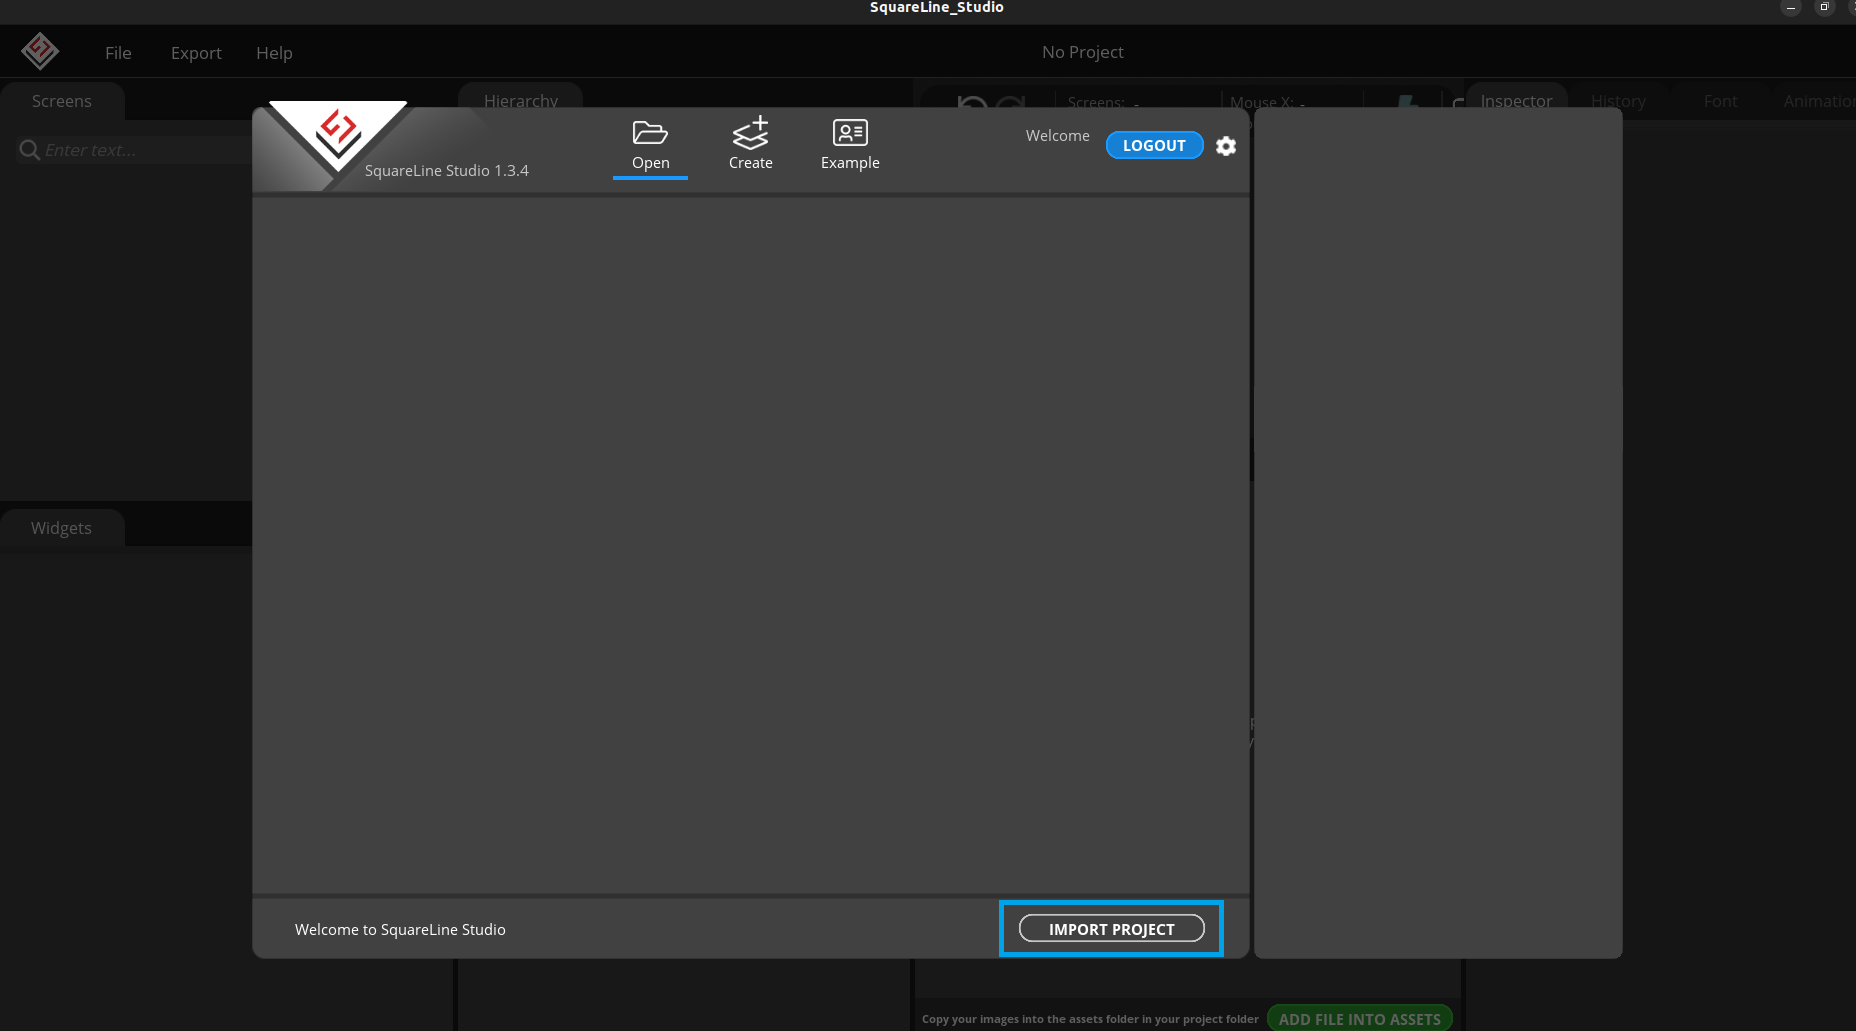 SquareLine_Studio
File
Export
Help
No Project
Screens
Hierarchy
Screens: -
Mouse X: -
Inspector
History
Font
Enter text...
SquareLine Studio 1.3.4
Open
Create
Example
Welcome
LOGOUT
Widgets
Welcome to SquareLine Studio
IMPORT PROJECT
Copy your images into the assets folder in your project folder
ADD FILE INTO ASSETS